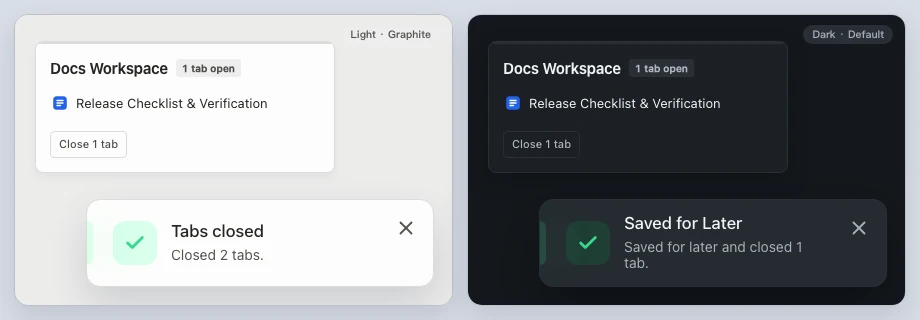 Light · Graphite
Docs Workspace 1 tab open
Release Checklist & Verification
Close 1 tab
Tabs closed
Closed 2 tabs.
Dark · Default
Docs Workspace 1 tab open
Release Checklist & Verification
Close 1 tab
Saved for Later
Saved for later and closed 1
tab.